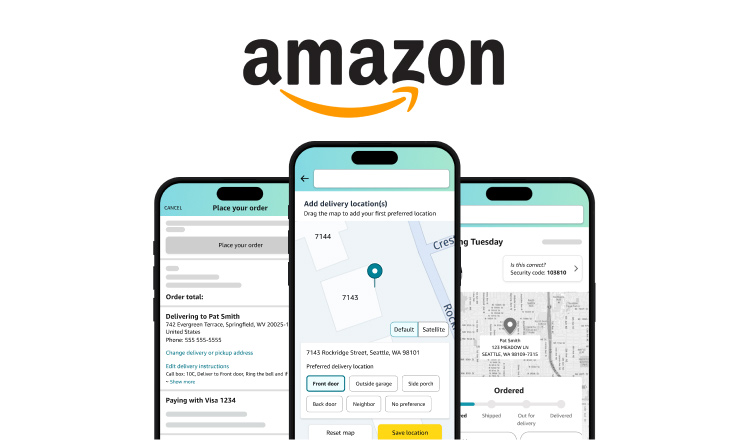 amazon
CANCEL
Place your order
Place your order
Order total:
Delivering to Pat Smith
742 Evergreen Terrace, Springfield, WV 20025-1
United States
Phone: 555 555-5555
Change delivery or pickup address
Edit delivery instructions
Call box: 10C, Deliver to Front door, Ring the bell and if
Show more
Paying with Visa 1234
Add delivery location(s)
Drag the map to add your first preferred location
7144
7143
Default
Satellite
7143 Rockridge Street, Seattle, WA 98101
Preferred delivery location
Front door
Outside garage
Side porch
Back door
Neighbor
No preference
Reset map
Save location
ng Tuesday
Is this correct?
Security code: 103810
Pat Smith
123 MEADOW LN
SEATTLE, WA 98109-7315
Ordered
Shipped
Out for
delivery
Delivered